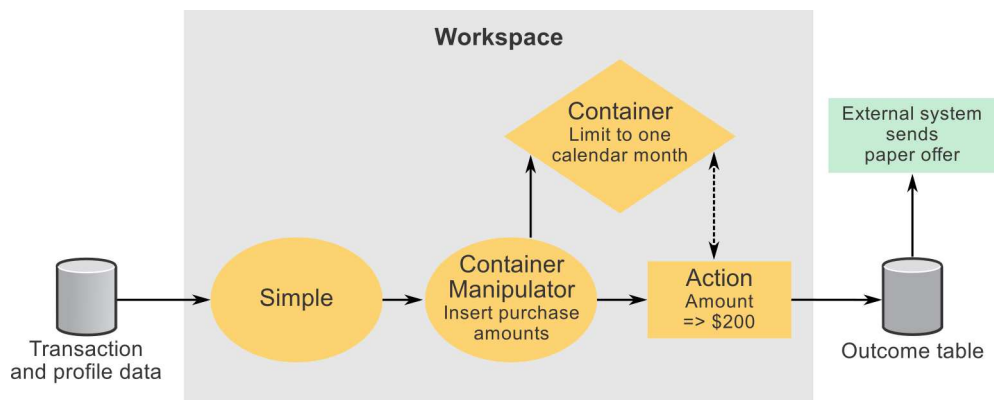 Workspace
Container
Limit to one
calendar month
External system
sends
paper offer
Simple
Container
Manipulator
Insert purchase
amounts
Action
Amount
=> $200
Transaction
and profile data
Outcome table